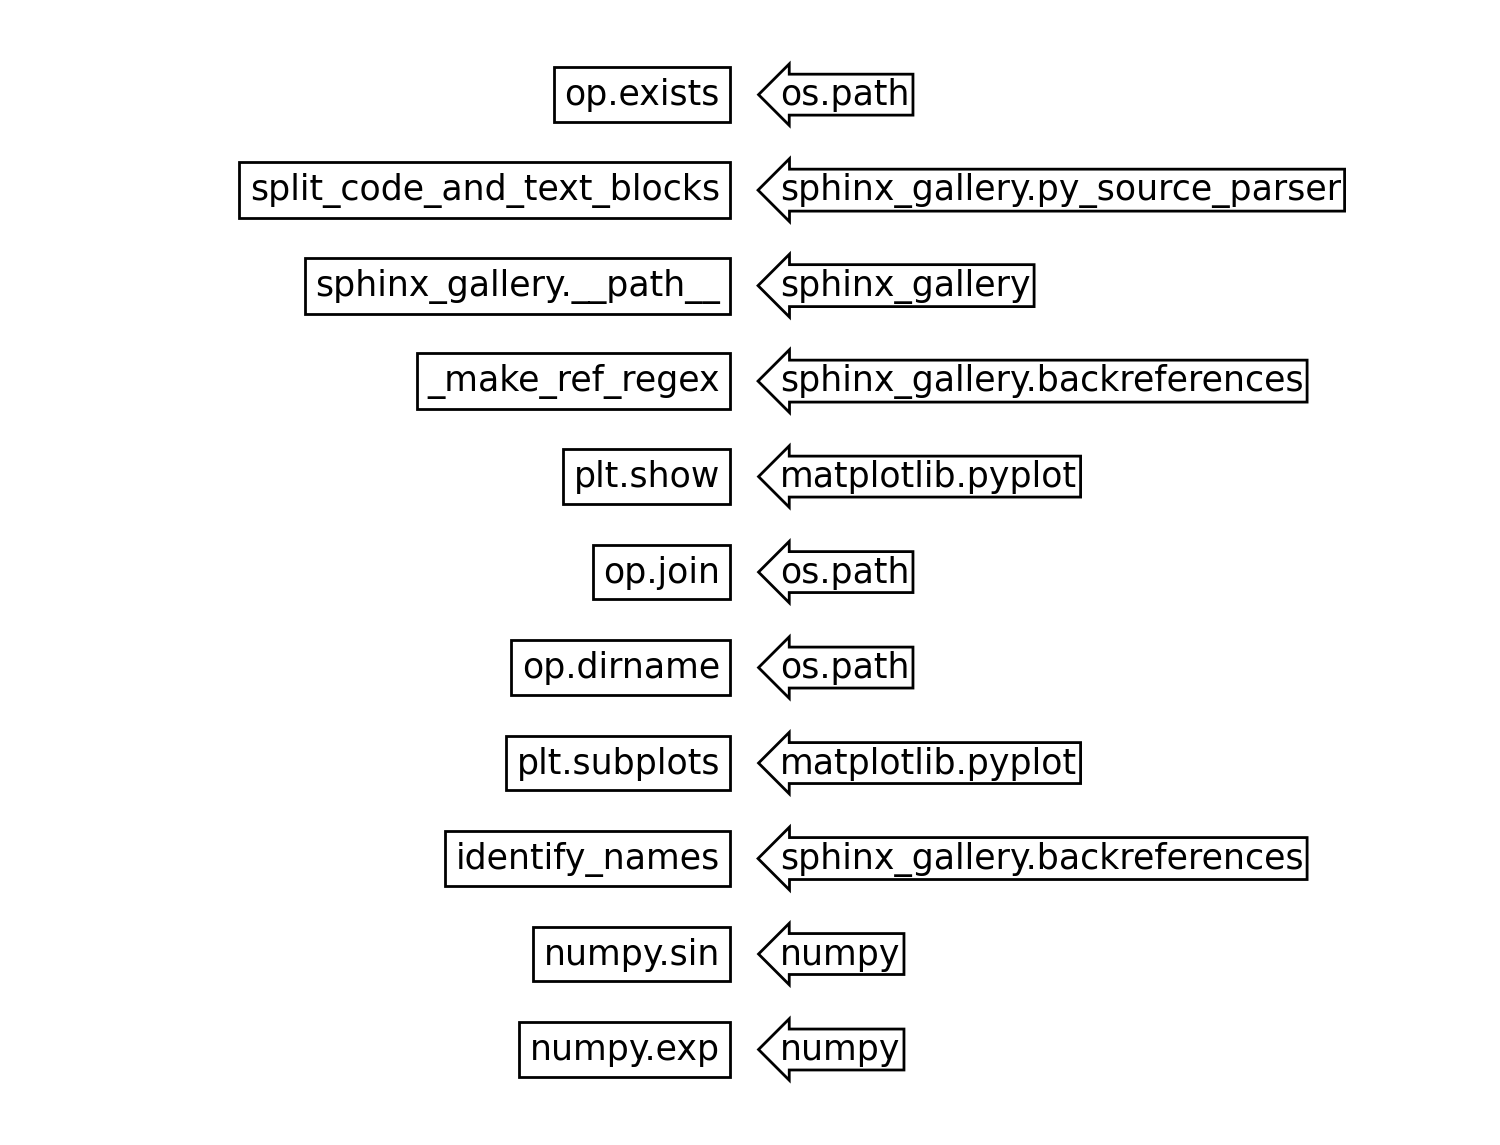 op.exists os.path
split_code_and_text_blocks sphinx_gallery.py_source_parser
sphinx_gallery.__path__ sphinx_gallery
_make_ref_regex sphinx_gallery.backreferences
plt.show matplotlib.pyplot
op.join os.path
op.dirname os.path
plt.subplots matplotlib.pyplot
identify_names sphinx_gallery.backreferences
numpy.sin numpy
numpy.exp numpy